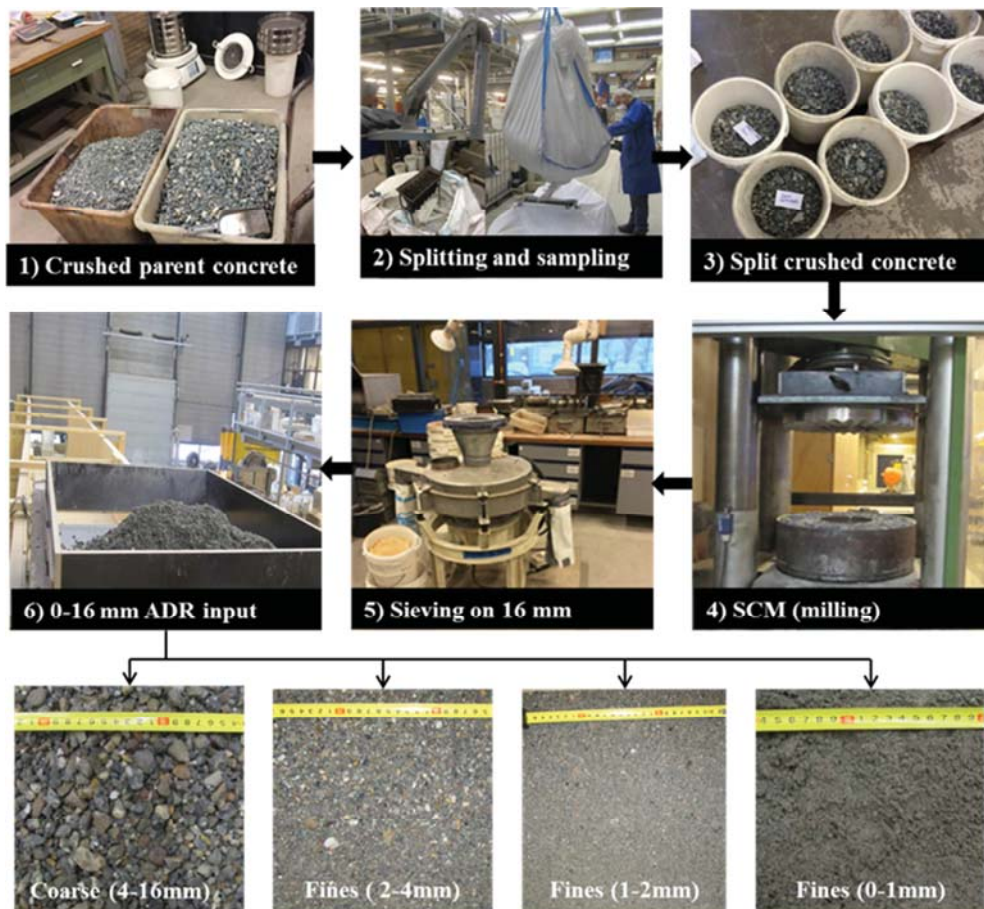 1) Crushed parent concrete
2) Splitting and sampling
3) Split crushed concrete
4) SCM (milling)
5) Sieving on 16 mm
6) 0-16 mm ADR input
Coarse (4-16mm)
Fines (2-4mm)
Fines (1-2mm)
Fines (0-1mm)